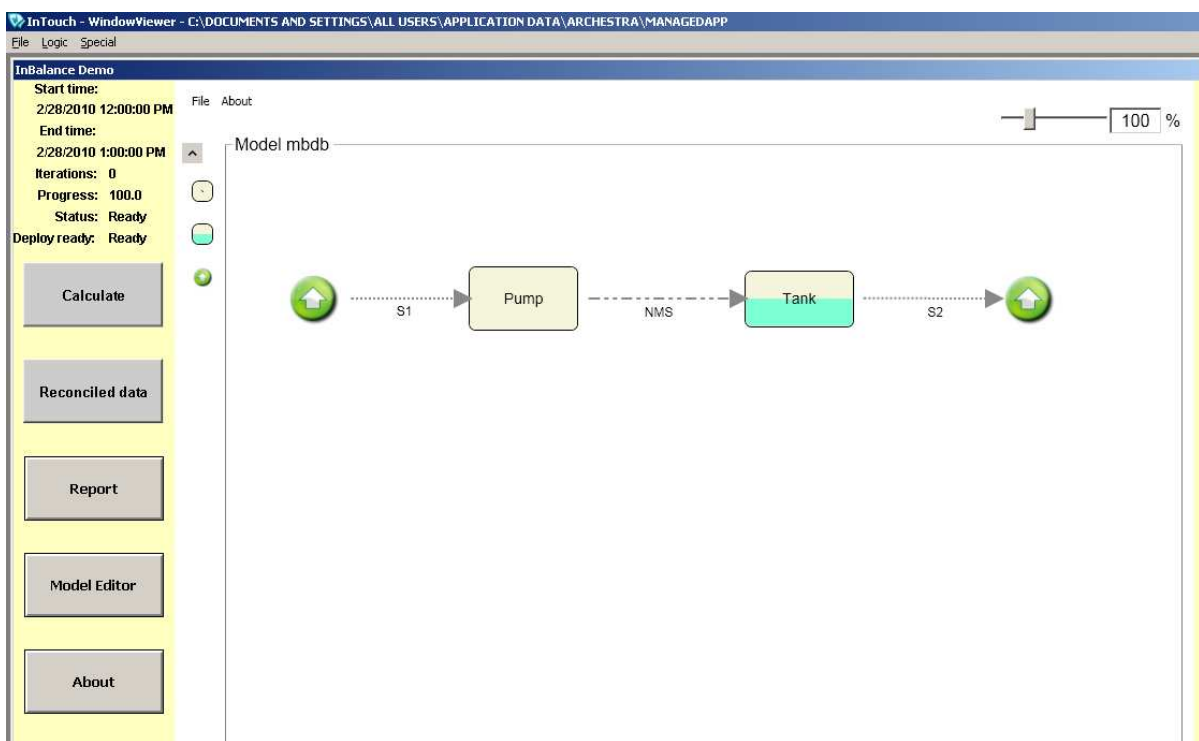 InTouch - WindowViewer - C:\DOCUMENTS AND SETTINGS\ALL USERS\APPLICATION DATA\ARCHESTRA\MANAGEDAPP
File Logic Special
InBalance Demo
Start time:
2/28/2010 12:00:00 PM
End time:
2/28/2010 1:00:00 PM
Iterations: 0
Progress: 100.0
Status: Ready
Deploy ready: Ready
Calculate
Reconciled data
Report
Model Editor
About
File About
100 %
Model mbdb
S1
Pump
NMS
Tank
S2